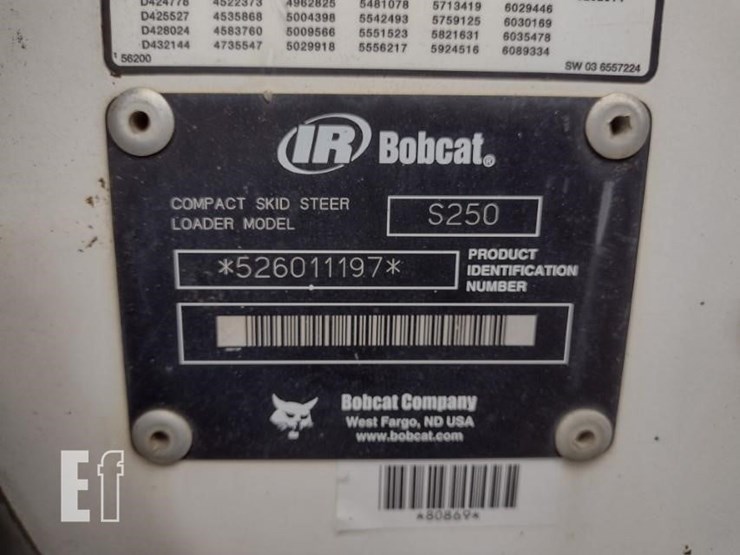 D424778 4522373 4962825 5481078 5713419 6029446
D425527 4535868 5004398 5542493 5759125 6030169
D428024 4583760 5009566 5551523 5821631 6035478
D432144 4735547 5029918 5556217 5924516 6089334
1 56200
SW 03 6557224
IR Bobcat®
COMPACT SKID STEER
LOADER MODEL
S250
*526011197*
PRODUCT
IDENTIFICATION
NUMBER
Bobcat Company
West Fargo, ND USA
www.bobcat.com
*80869*
Ef